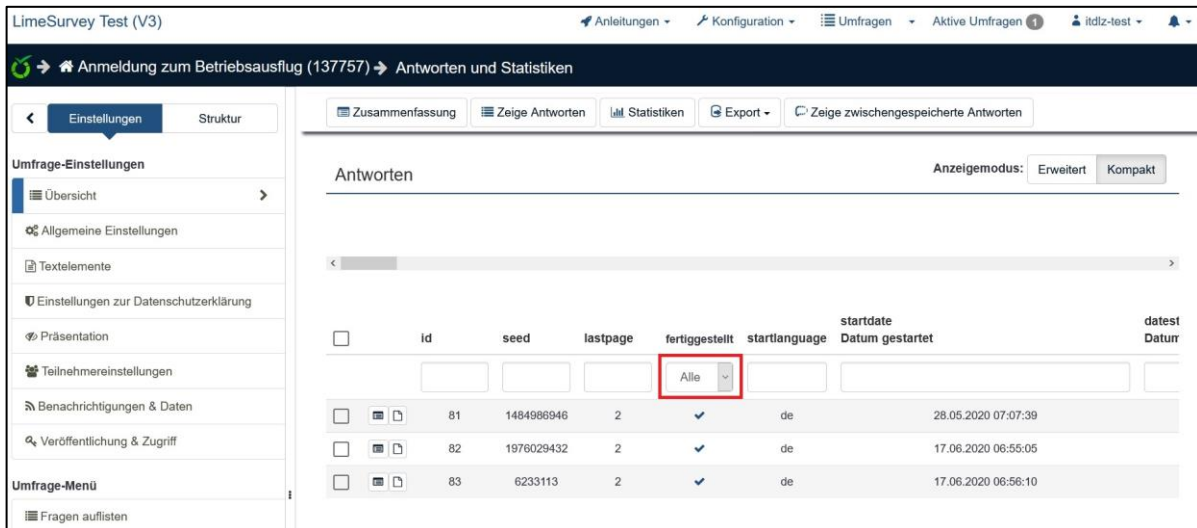 LimeSurvey Test (V3) Anleitungen Konfiguration Umfragen Aktive Umfragen 1 itdlz-test
Anmeldung zum Betriebsausflug (137757) Antworten und Statistiken
Einstellungen Struktur
Zusammenfassung Zeige Antworten Statistiken Export Zeige zwischengespeicherte Antworten
Umfrage-Einstellungen
Übersicht
Allgemeine Einstellungen
Textelemente
Einstellungen zur Datenschutzerklärung
Präsentation
Teilnehmereinstellungen
Benachrichtigungen & Daten
Veröffentlichung & Zugriff
Umfrage-Menü
Fragen auflisten
Antworten Anzeigemodus: Erweitert Kompakt
startdate datest
id seed lastpage fertiggestellt startlanguage Datum gestartet Datum
Alle
81 1484986946 2 de 28.05.2020 07:07:39
82 1976029432 2 de 17.06.2020 06:55:05
83 6233113 2 de 17.06.2020 06:56:10